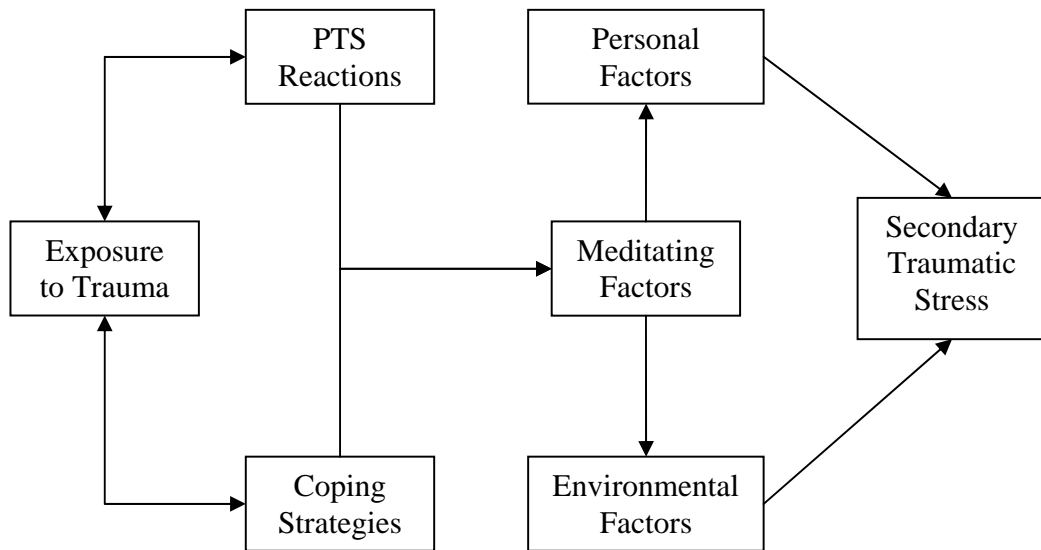 PTS
Reactions
Personal
Factors
Exposure
to Trauma
Meditating
Factors
Secondary
Traumatic
Stress
Coping
Strategies
Environmental
Factors